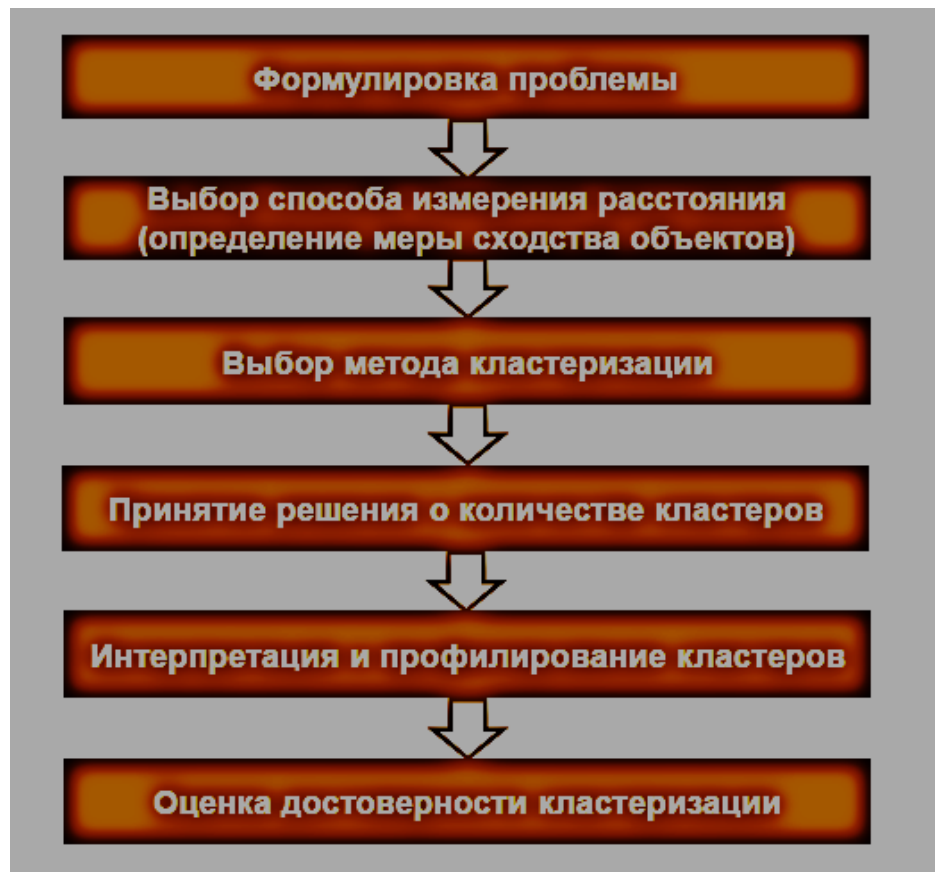 Формулировка проблемы
Выбор способа измерения расстояния
(определение меры сходства объектов)
Выбор метода кластеризации
Принятие решения о количестве кластеров
Интерпретация и профилирование кластеров
Оценка достоверности кластеризации